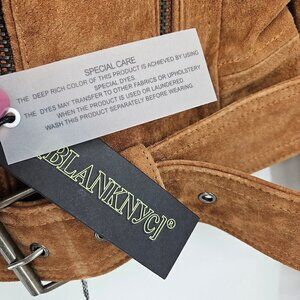 SPECIAL CARE
THE DEEP RICH COLOR OF THIS PRODUCT IS ACHIEVED BY USING
SPECIAL DYES.
THE DYES MAY TRANSFER TO OTHER FABRICS OR UPHOLSTERY
WHEN THE PRODUCT IS USED OR LAUNDERED.
WASH THIS SEPARATELY BEFORE WEARING
[BLANKNYC]®